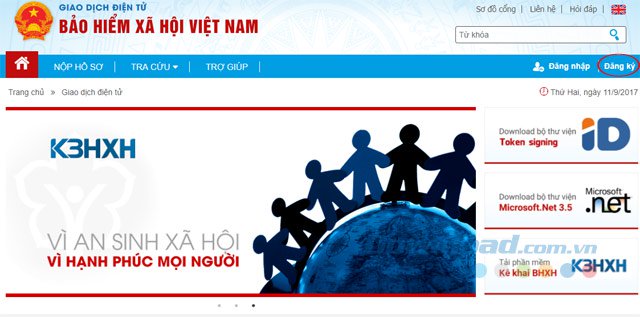 GIAO DỊCH ĐIỆN TỬ
BẢO HIỂM XÃ HỘI VIỆT NAM
Sơ đồ cổng | Liên hệ | Hỏi đáp
Từ khóa
NỘP HỒ SƠ
TRA CỨU
TRỢ GIÚP
Đăng nhập
Đăng ký
Trang chủ » Giao dịch điện tử
Thứ Hai, ngày 11/9/2017
K3HXH
VÌ AN SINH XÃ HỘI
VÌ HẠNH PHÚC MỌI NGƯỜI
Download bộ thư viện
Token signing
iD
Download bộ thư viện
Microsoft.Net 3.5
Microsoft
.net
Tải phần mềm
Kê khai BHXH
K3HXH
Download.com.vn